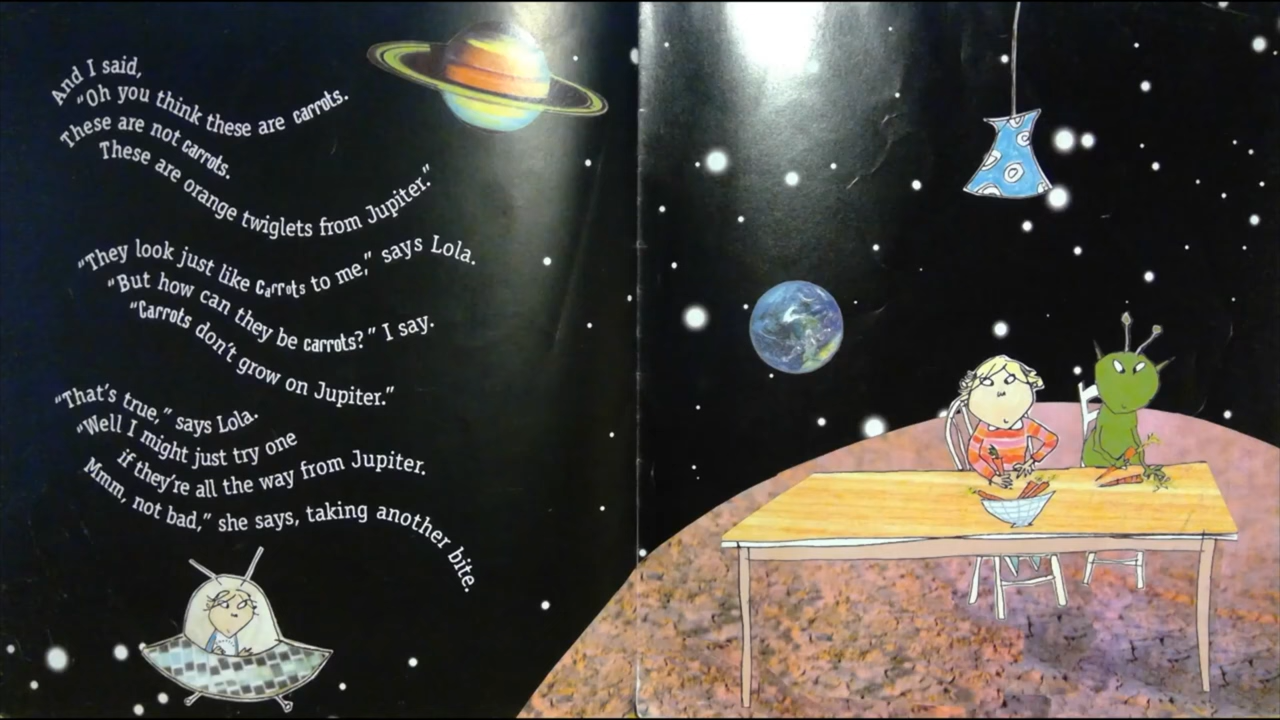 And I said,
"Oh you think these are carrots.
These are not carrots.
These are orange twiglets from Jupiter."
"They look just like carrots to me," says Lola.
"But how can they be carrots?" I say.
"Carrots don't grow on Jupiter."
"That's true," says Lola.
"Well I might just try one
if they're all the way from Jupiter.
Mmm, not bad," she says, taking another bite.